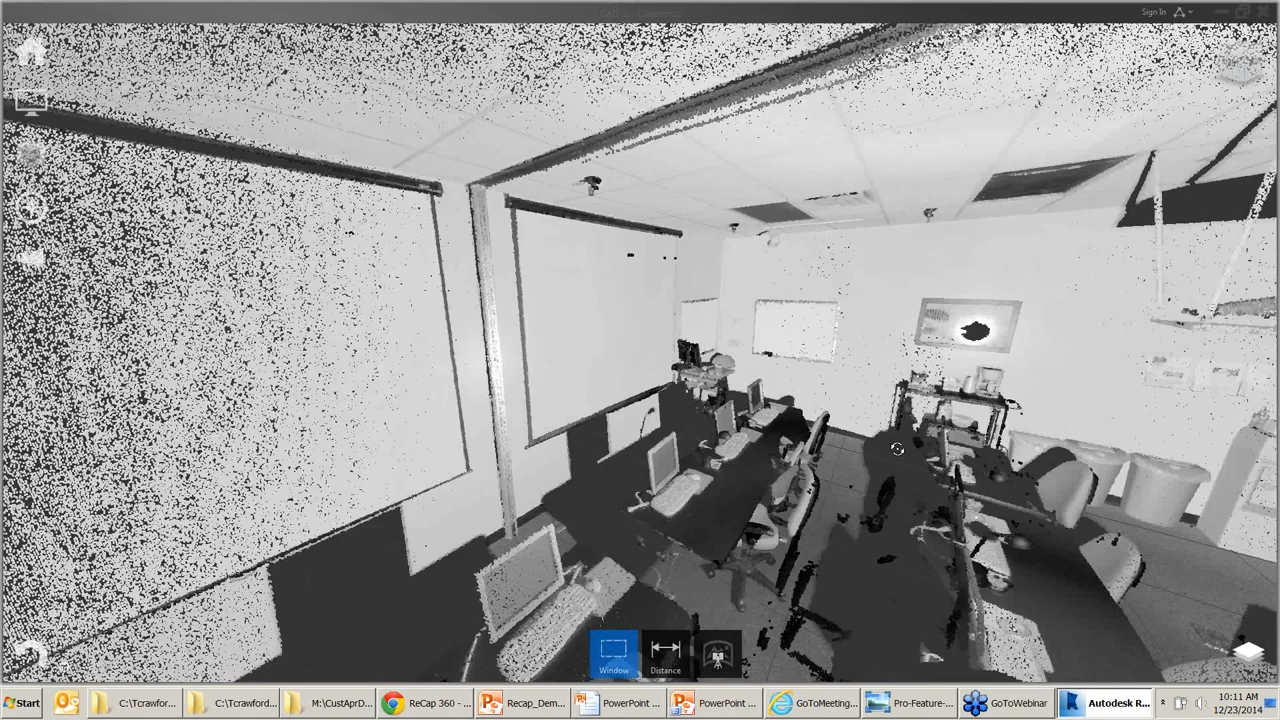 Sign In
Window
Distance
Start
C:\Tcrawfor...
C:\Tcrawford...
M:\CustAprD...
ReCap 360 - ...
Recap_Dem...
PowerPoint ...
PowerPoint ...
GoToMeeting...
Pro-Feature-...
GoToWebinar
Autodesk R...
10:11 AM
12/23/2014